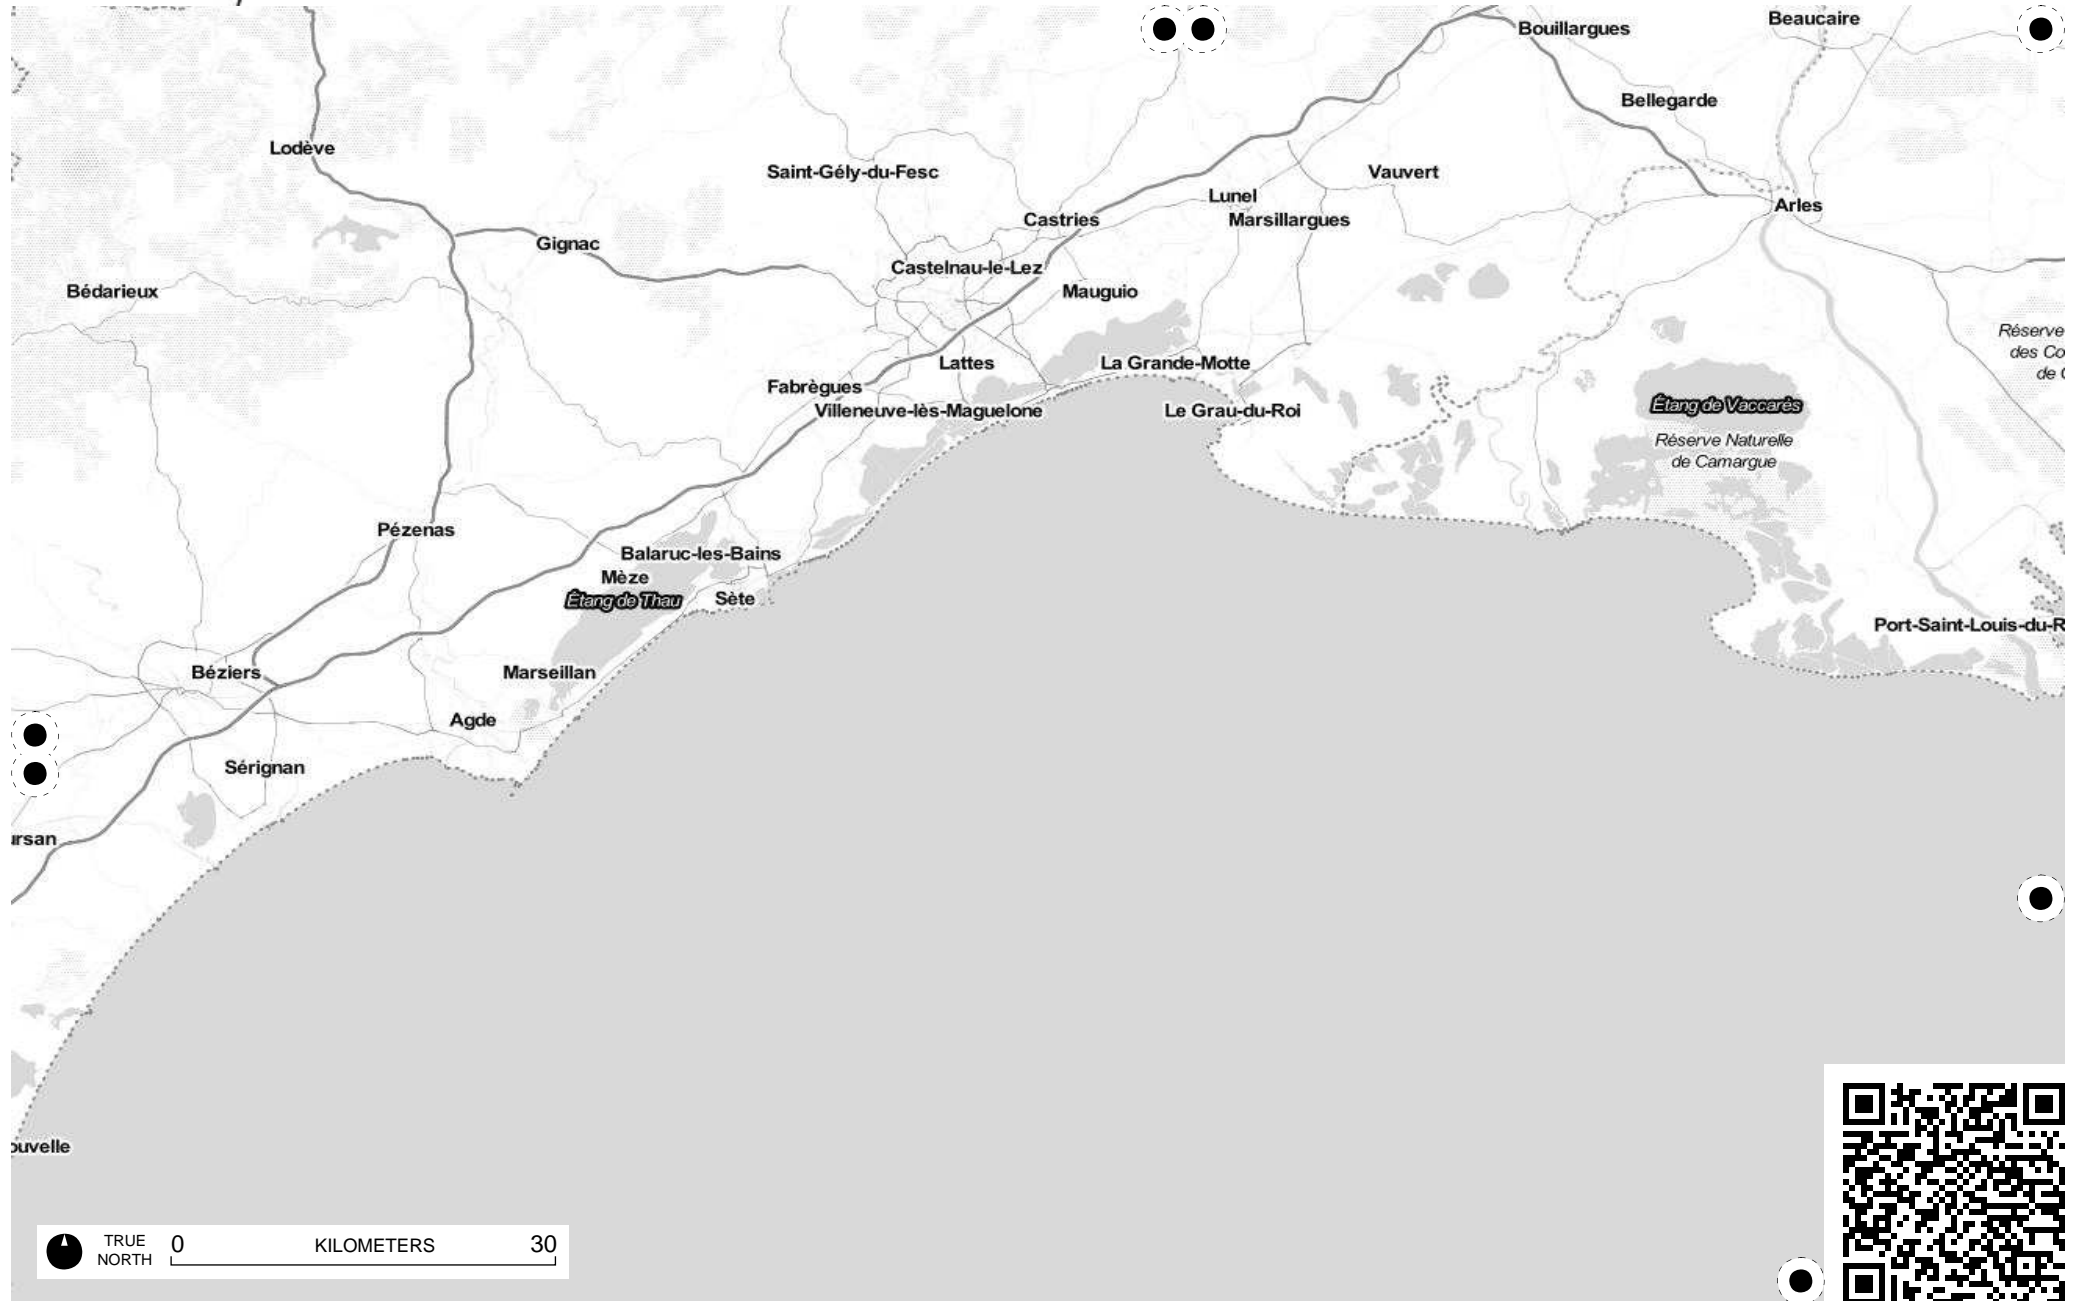 Beaucaire
Bouillargues
Bellegarde
Lodève
Saint-Gély-du-Fesc
Vauvert
Lunel
Arles
Castries
Marsillargues
Gignac
Castelnau-le-Lez
Bédarieux
Mauguio
Réserve
des Co
de
Lattes
La Grande-Motte
Fabrègues
Villeneuve-lès-Maguelone
Le Grau-du-Roi
Étang de Vaccarès
Réserve Naturelle
de Camargue
Pézenas
Balaruc-les-Bains
Mèze
Étang de Thau
Sète
Port-Saint-Louis-du-R
Béziers
Marseillan
Agde
Sérignan
rsan
ouvelle
TRUE
NORTH
0 KILOMETERS 30